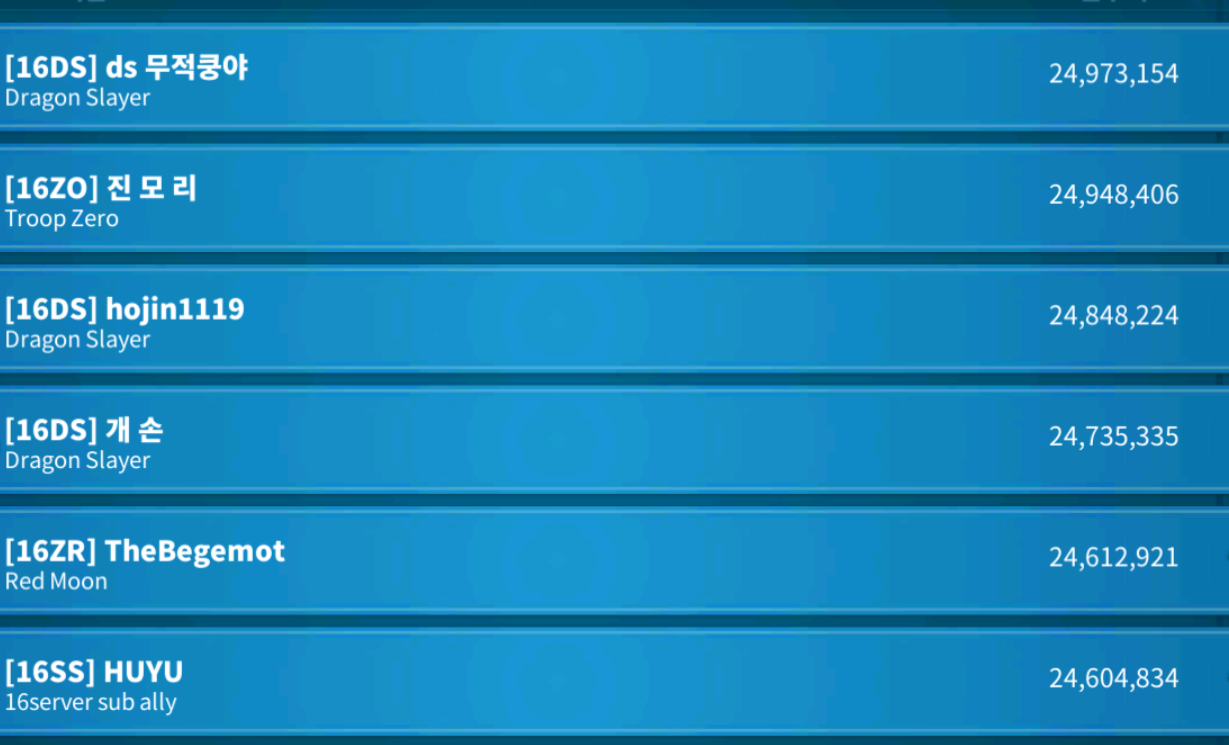 [16DS] ds 무적쿵야
24,973,154
Dragon Slayer
[16ZO] 진 모 리
24,948,406
Troop Zero
[16DS] hojin1119
24,848,224
Dragon Slayer
[16DS] 개 손
24,735,335
Dragon Slayer
[16ZR] TheBegemot
24,612,921
Red Moon
[16SS] HUYU
24,604,834
16server sub ally